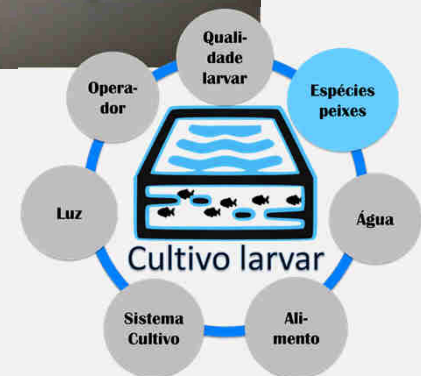 Quali-
dade
larvar
Espécies
peixes
Água
Ali-
mento
Sistema
Cultivo
Luz
Opera-
dor
Cultivo larvar